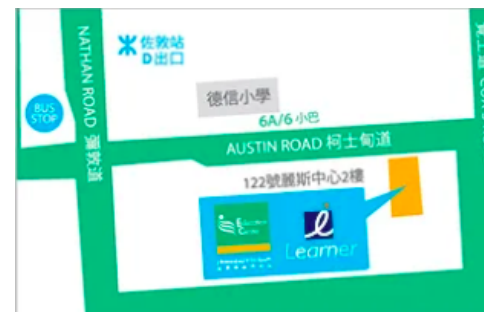 佐敦站
D出口
NATHAN ROAD 彌敦道
BUS
STOP
德信小學
6A/6 小巴
AUSTIN ROAD 柯士甸道
122號麗斯中心2樓
Learner